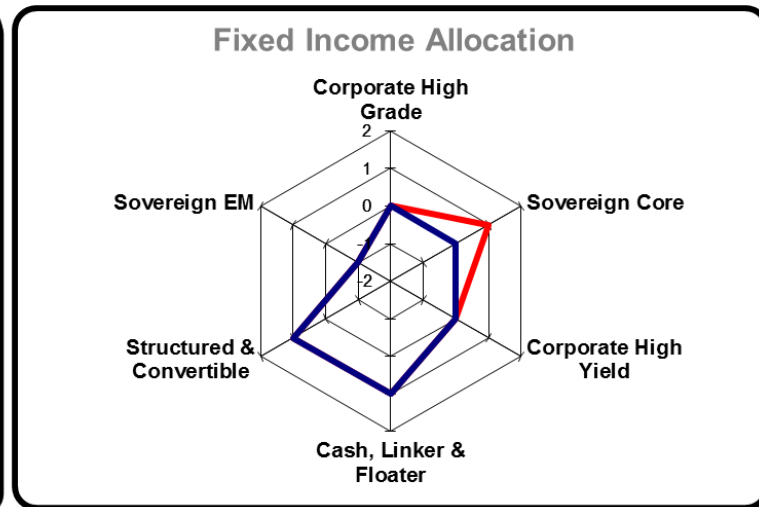 Fixed Income Allocation
Corporate High
Grade
2
1
0
-1
-2
Sovereign EM
Sovereign Core
Structured &
Convertible
Corporate High
Yield
Cash, Linker &
Floater